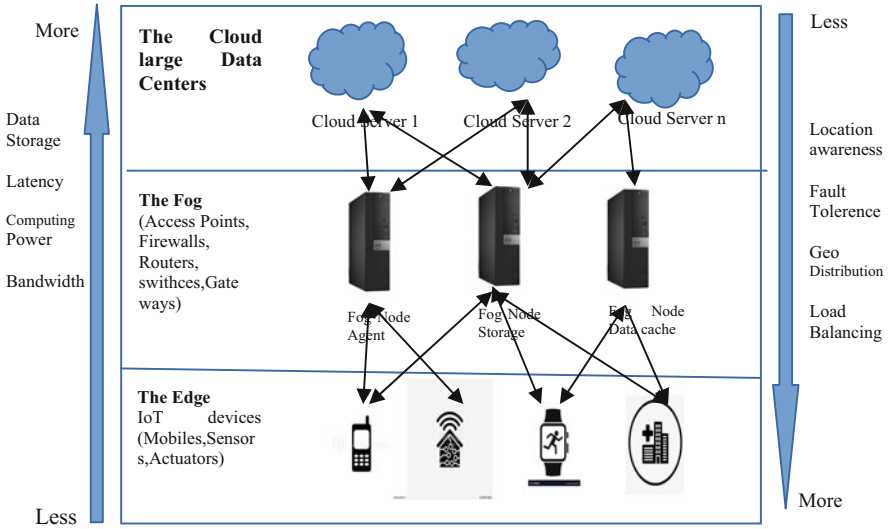 More
Data
Storage
Latency
Computing
Power
Bandwidth
Less
The Cloud
large Data
Centers
Cloud Server 1
Cloud Server 2
Cloud Server n
The Fog
(Access Points,
Firewalls,
Routers,
swithces,Gate
ways)
Fog Node
Agent
Fog Node
Storage
Fog Node
Data cache
The Edge
IoT devices
(Mobiles,Sensor
s,Actuators)
Less
Location
awareness
Fault
Tolerence
Geo
Distribution
Load
Balancing
More